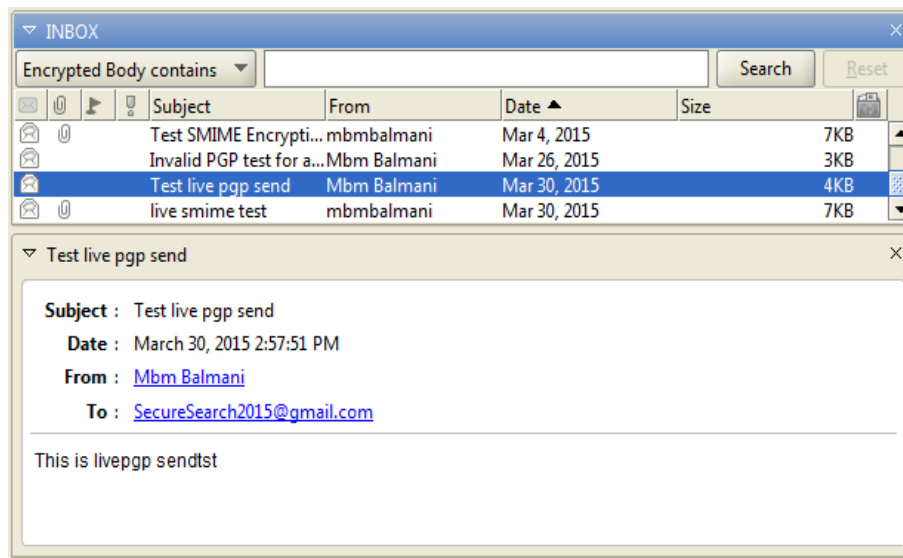 INBOX
Encrypted Body contains Search Reset
Subject From Date Size
Test SMIME Encrypti... mbmbalmani Mar 4, 2015 7KB
Invalid PGP test for a... Mbm Balmani Mar 26, 2015 3KB
Test live pgp send Mbm Balmani Mar 30, 2015 4KB
live smime test mbmbalmani Mar 30, 2015 7KB
Test live pgp send
Subject : Test live pgp send
Date : March 30, 2015 2:57:51 PM
From : Mbm Balmani
To : SecureSearch2015@gmail.com
This is livepgp sendtst